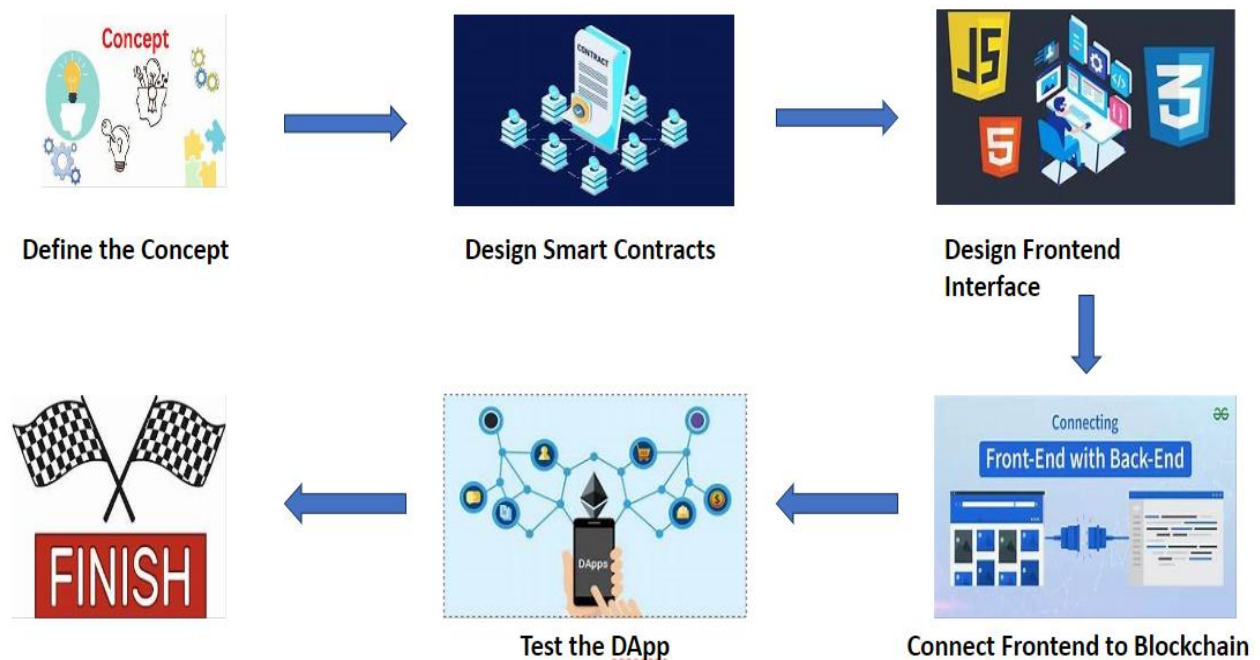 Concept
CONTRACT
JS
5
3
Define the Concept
Design Smart Contracts
Design Frontend
Interface
Connecting
Front-End with Back-End
DApps
FINISH
Test the DApp
Connect Frontend to Blockchain